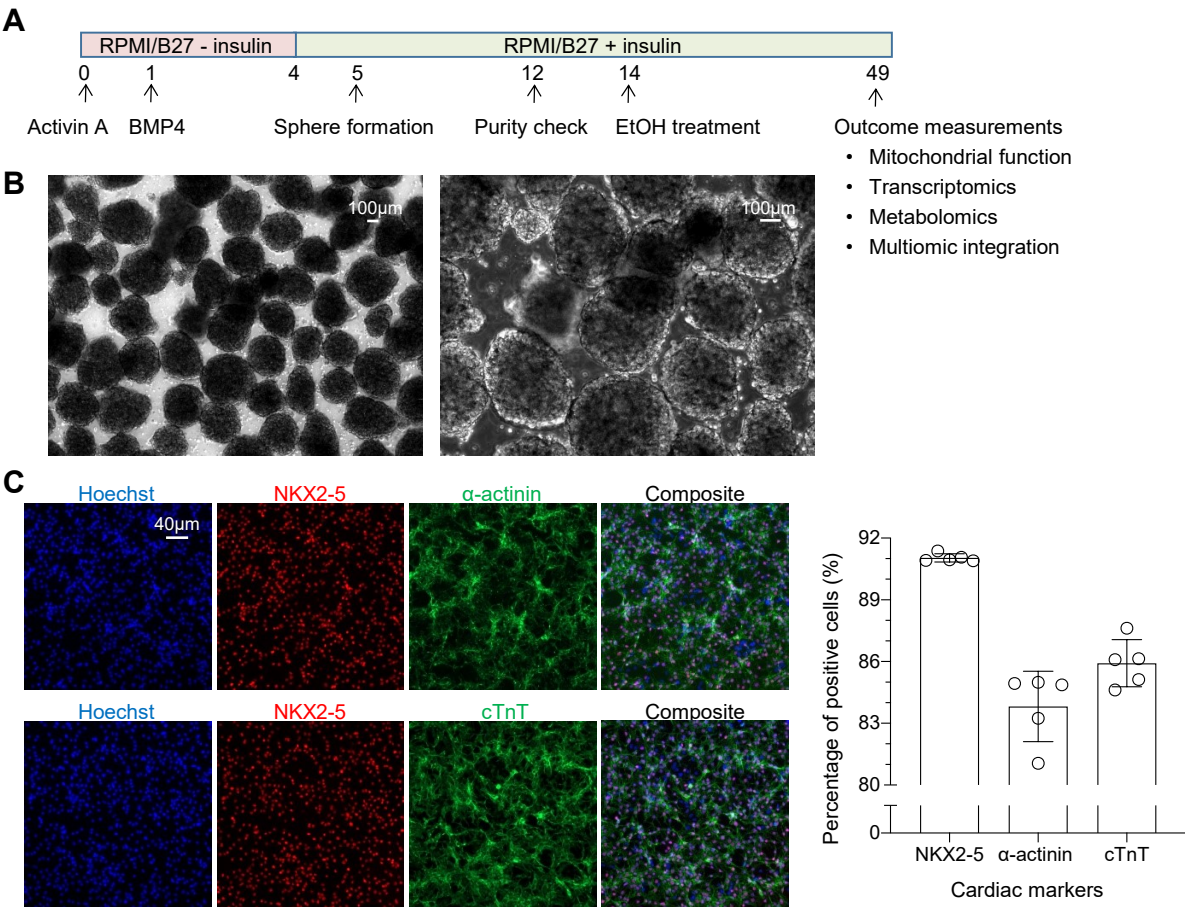 A
RPMI/B27 - insulin RPMI/B27 + insulin
0 1 4 5 12 14 49
Activin A BMP4 Sphere formation Purity check EtOH treatment Outcome measurements
• Mitochondrial function
• Transcriptomics
• Metabolomics
• Multiomic integration
B
100μm 100μm
C
Hoechst NKX2-5 α-actinin Composite
40μm
Hoechst NKX2-5 cTnT Composite
Percentage of positive cells (%)
92
89
86
83
80
0
NKX2-5 α-actinin cTnT
Cardiac markers